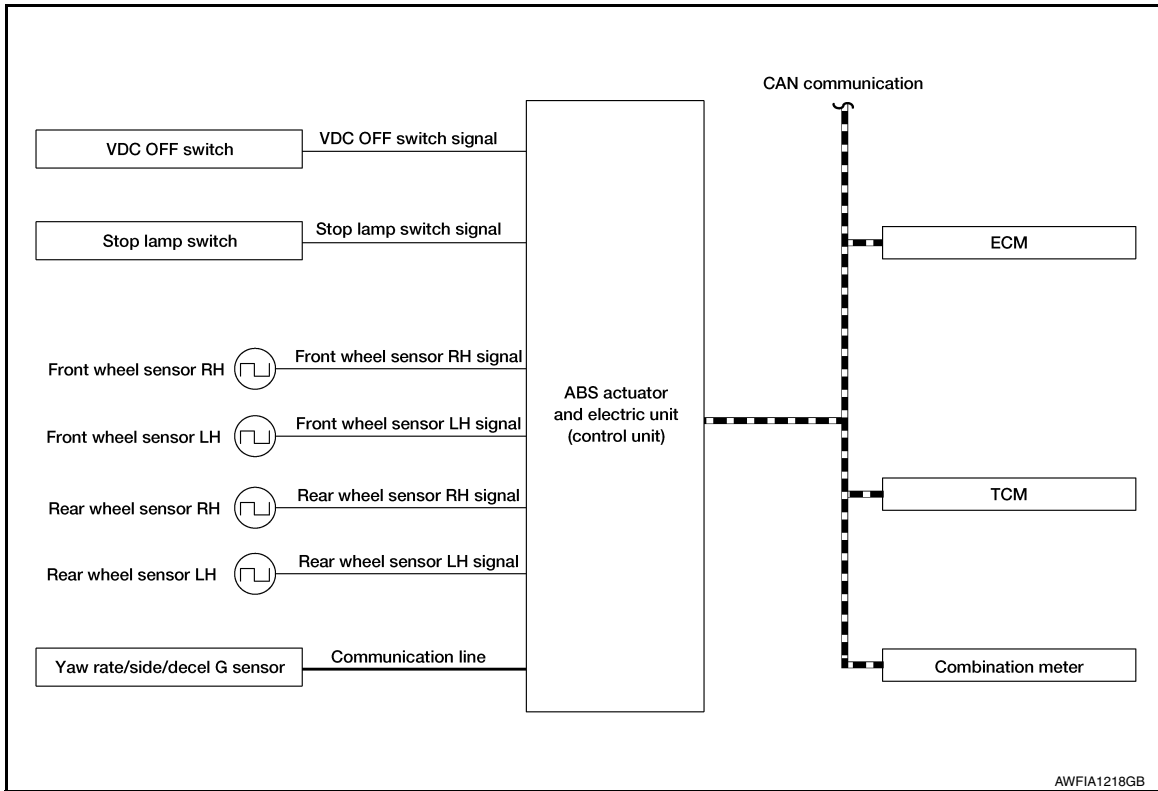 CAN communication
VDC OFF switch
VDC OFF switch signal
Stop lamp switch
Stop lamp switch signal
ECM
Front wheel sensor RH
Front wheel sensor RH signal
Front wheel sensor LH
Front wheel sensor LH signal
ABS actuator
and electric unit
(control unit)
Rear wheel sensor RH
Rear wheel sensor RH signal
TCM
Rear wheel sensor LH
Rear wheel sensor LH signal
Yaw rate/side/decel G sensor
Communication line
Combination meter
AWFIA1218GB